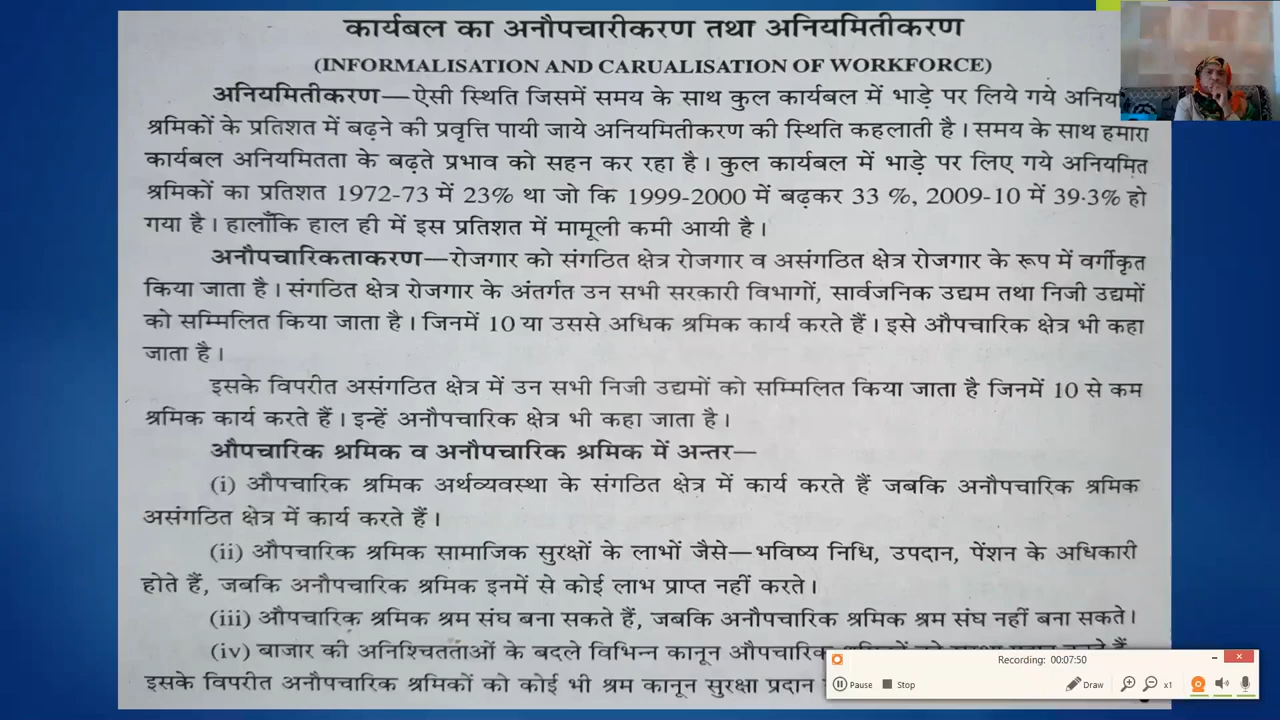 कार्यबल का अनौपचारीकरण तथा अनियमितीकरण
(INFORMALISATION AND CARUALISATION OF WORKFORCE)
अनियमितीकरण—ऐसी स्थिति जिसमें समय के साथ कुल कार्यबल में भाड़े पर लिये गये
श्रमिकों के प्रतिशत में बढ़ने की प्रवृत्ति पायी जाये अनियमितीकरण की स्थिति कहलाती है। समय के साथ हमारा
कार्यबल अनियमितता के बढ़ते प्रभाव को सहन कर रहा है। कुल कार्यबल में भाड़े पर लिए गये अनियमित
श्रमिकों का प्रतिशत 1972-73 में 23% था जो कि 1999-2000 में बढ़कर 33 %, 2009-10 में 39·3% हो
गया है। हालाँकि हाल ही में इस प्रतिशत में मामूली कमी आयी है।
अनौपचारिकताकरण—रोजगार को संगठित क्षेत्र रोजगार व असंगठित क्षेत्र रोजगार के रूप में वर्गीकृत
किया जाता है। संगठित क्षेत्र रोजगार के अंतर्गत उन सभी सरकारी विभागों, सार्वजनिक उद्यम तथा निजी उद्यमों
को सम्मिलित किया जाता है। जिनमें 10 या उससे अधिक श्रमिक कार्य करते हैं। इसे औपचारिक क्षेत्र भी कहा
जाता है।
इसके विपरीत असंगठित क्षेत्र में उन सभी निजी उद्यमों को सम्मिलित किया जाता है जिनमें 10 से कम
श्रमिक कार्य करते हैं। इन्हें अनौपचारिक क्षेत्र भी कहा जाता है।
औपचारिक श्रमिक व अनौपचारिक श्रमिक में अन्तर—
(i) औपचारिक श्रमिक अर्थव्यवस्था के संगठित क्षेत्र में कार्य करते हैं जबकि अनौपचारिक श्रमिक
असंगठित क्षेत्र में कार्य करते हैं।
(ii) औपचारिक श्रमिक सामाजिक सुरक्षों के लाभों जैसे—भविष्य निधि, उपदान, पेंशन के अधिकारी
होते हैं, जबकि अनौपचारिक श्रमिक इनमें से कोई लाभ प्राप्त नहीं करते।
(iii) औपचारिक श्रमिक श्रम संघ बना सकते हैं, जबकि अनौपचारिक श्रमिक श्रम संघ नहीं बना सकते।
(iv) बाजार की अनिश्चितताओं के बदले विभिन्न कानून
इसके विपरीत अनौपचारिक श्रमिकों को कोई भी श्रम कानून सुरक्षा प्रदान
Recording: 00:07:50
Pause Stop Draw x1